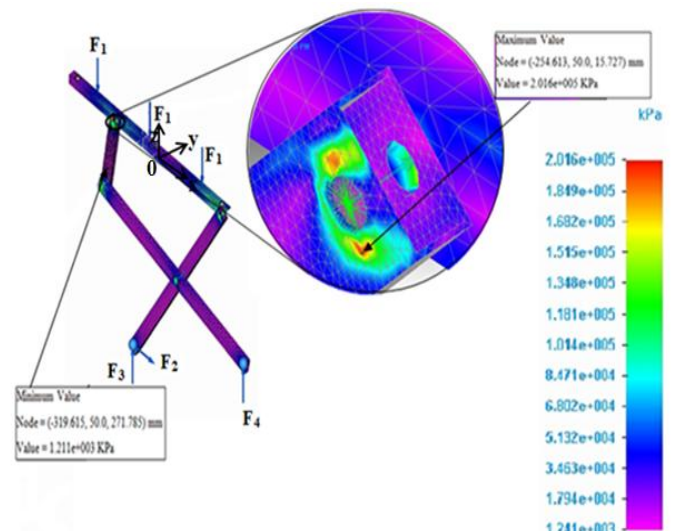 Maximum Value
Node = (-254.613, 50.0, 15.727) mm
Value = 2.016e+005 KPa
F1
F1
F1
y
0
F2
F3
F4
Minimum Value
Node = (-319.615, 50.0, 271.785) mm
Value = 1.211e+003 KPa
kPa
2.016e+005
1.849e+005
1.682e+005
1.515e+005
1.348e+005
1.181e+005
1.014e+005
8.471e+004
6.802e+004
5.132e+004
3.463e+004
1.794e+004
1.241e+003